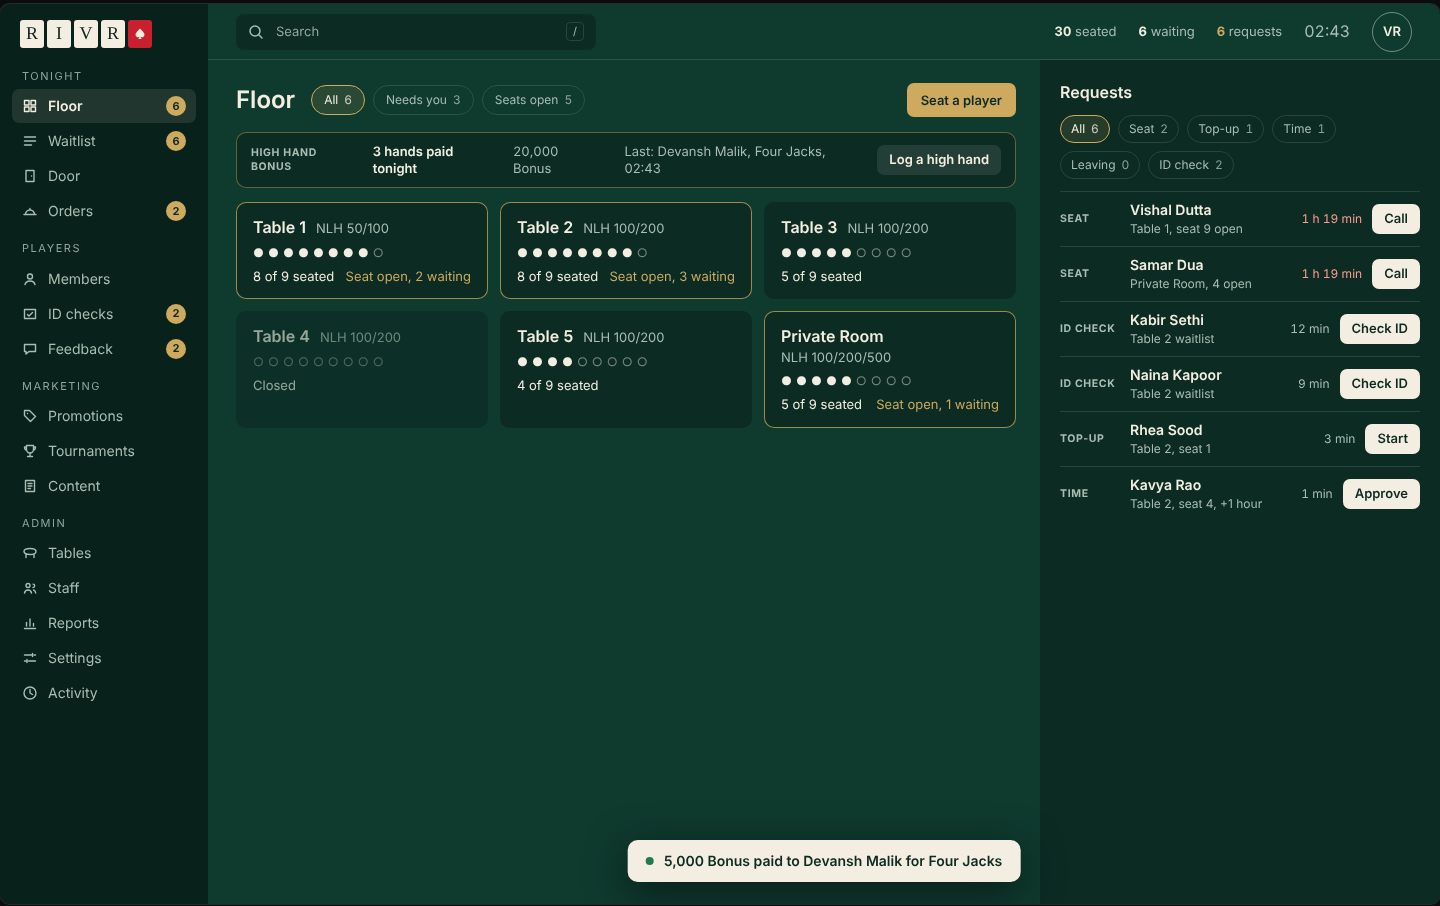 RIVR
Search
/
30 seated
6 waiting
6 requests
02:43
VR
TONIGHT
Floor 6
Waitlist 6
Door
Orders 2
PLAYERS
Members
ID checks 2
Feedback 2
MARKETING
Promotions
Tournaments
Content
ADMIN
Tables
Staff
Reports
Settings
Activity
Floor
All 6
Needs you 3
Seats open 5
Seat a player
HIGH HAND
BONUS
3 hands paid
tonight
20,000
Bonus
Last: Devansh Malik, Four Jacks,
02:43
Log a high hand
Table 1 NLH 50/100
8 of 9 seated Seat open, 2 waiting
Table 2 NLH 100/200
8 of 9 seated Seat open, 3 waiting
Table 3 NLH 100/200
5 of 9 seated
Table 4 NLH 100/200
Closed
Table 5 NLH 100/200
4 of 9 seated
Private Room
NLH 100/200/500
5 of 9 seated Seat open, 1 waiting
5,000 Bonus paid to Devansh Malik for Four Jacks
Requests
All 6
Seat 2
Top-up 1
Time 1
Leaving 0
ID check 2
SEAT
Vishal Dutta
Table 1, seat 9 open
1 h 19 min
Call
SEAT
Samar Dua
Private Room, 4 open
1 h 19 min
Call
ID CHECK
Kabir Sethi
Table 2 waitlist
12 min
Check ID
ID CHECK
Naina Kapoor
Table 2 waitlist
9 min
Check ID
TOP-UP
Rhea Sood
Table 2, seat 1
3 min
Start
TIME
Kavya Rao
Table 2, seat 4, +1 hour
1 min
Approve